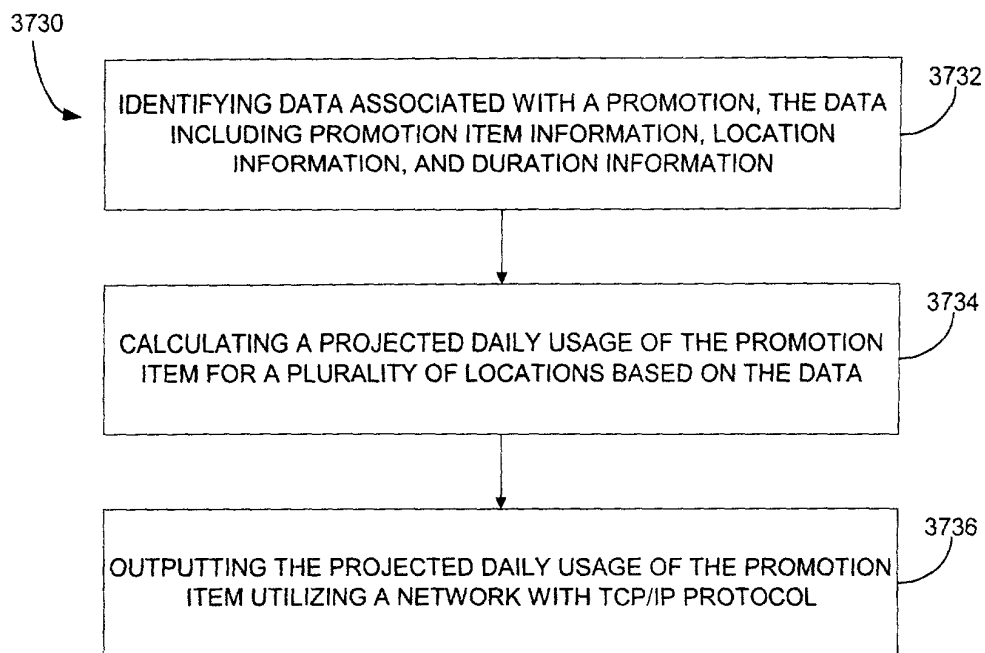 3730
3732
IDENTIFYING DATA ASSOCIATED WITH A PROMOTION, THE DATA
INCLUDING PROMOTION ITEM INFORMATION, LOCATION
INFORMATION, AND DURATION INFORMATION
3734
CALCULATING A PROJECTED DAILY USAGE OF THE PROMOTION
ITEM FOR A PLURALITY OF LOCATIONS BASED ON THE DATA
3736
OUTPUTTING THE PROJECTED DAILY USAGE OF THE PROMOTION
ITEM UTILIZING A NETWORK WITH TCP/IP PROTOCOL